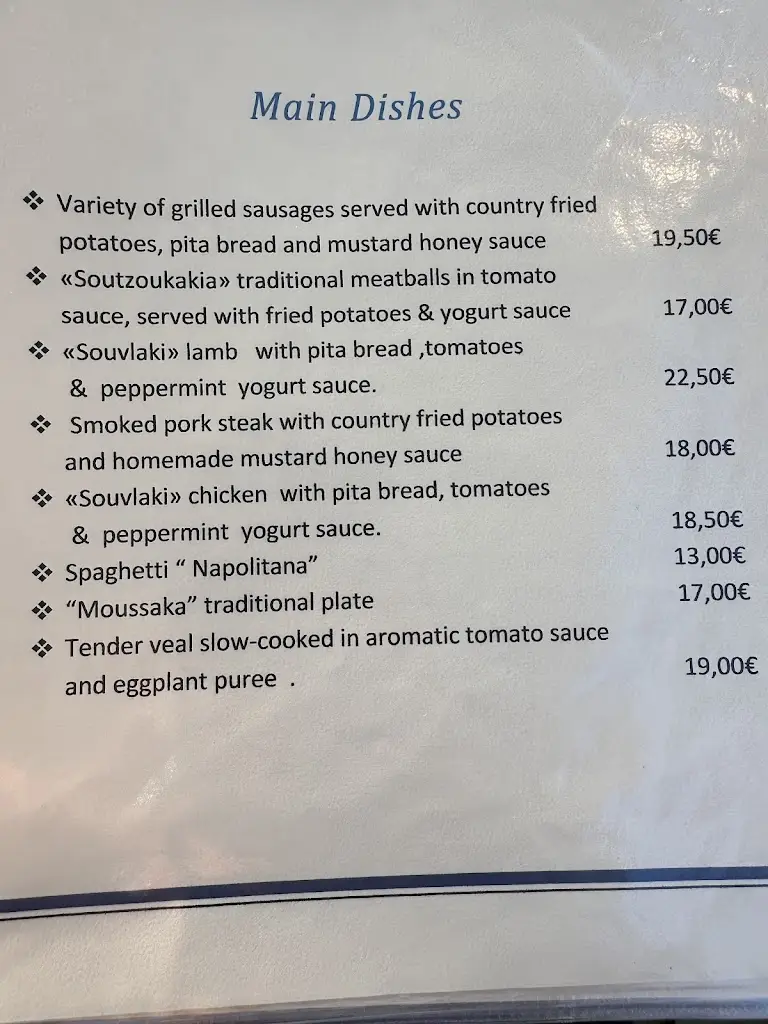 Main Dishes
❖ Variety of grilled sausages served with country fried
potatoes, pita bread and mustard honey sauce 19,50€
❖ «Soutzoukakia» traditional meatballs in tomato
sauce, served with fried potatoes & yogurt sauce 17,00€
❖ «Souvlaki» lamb with pita bread ,tomatoes
& peppermint yogurt sauce. 22,50€
❖ Smoked pork steak with country fried potatoes
and homemade mustard honey sauce 18,00€
❖ «Souvlaki» chicken with pita bread, tomatoes
& peppermint yogurt sauce. 18,50€
❖ Spaghetti “ Napolitana” 13,00€
❖ “Moussaka” traditional plate 17,00€
❖ Tender veal slow-cooked in aromatic tomato sauce
and eggplant puree . 19,00€